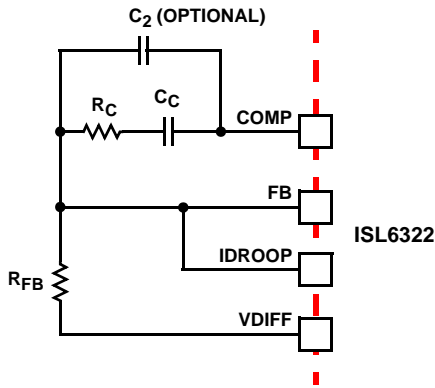 C2 (OPTIONAL)
RC
CC
COMP
FB
ISL6322
IDROOP
RFB
VDIFF